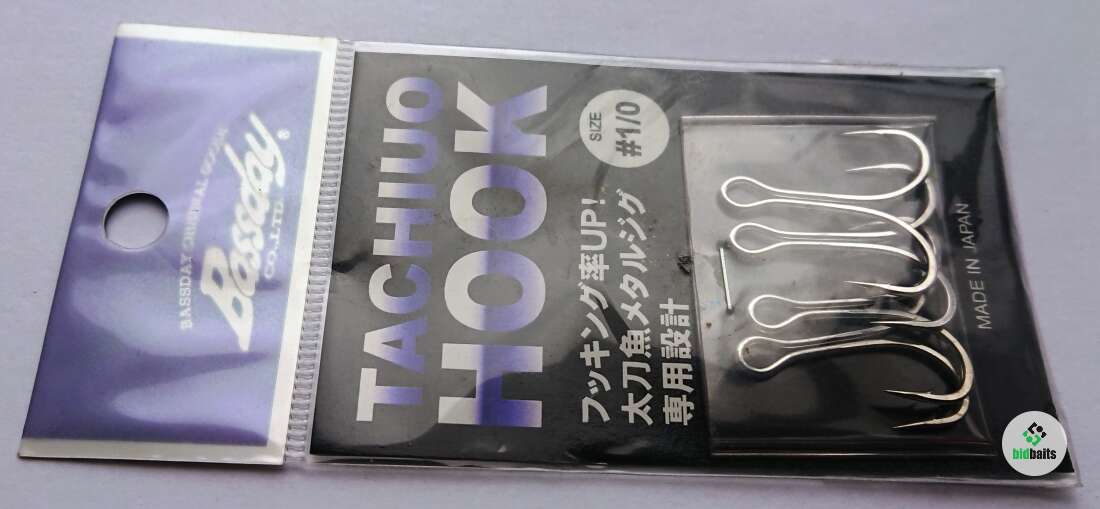 BASSDAY ORIGINAL GOODS
Bassday®
CO.,LTD.
TACHIUO
HOOK
SIZE
#1/0
フッキング率UP!
太刀魚メタルジグ
専用設計
MADE IN JAPAN
bidbaits